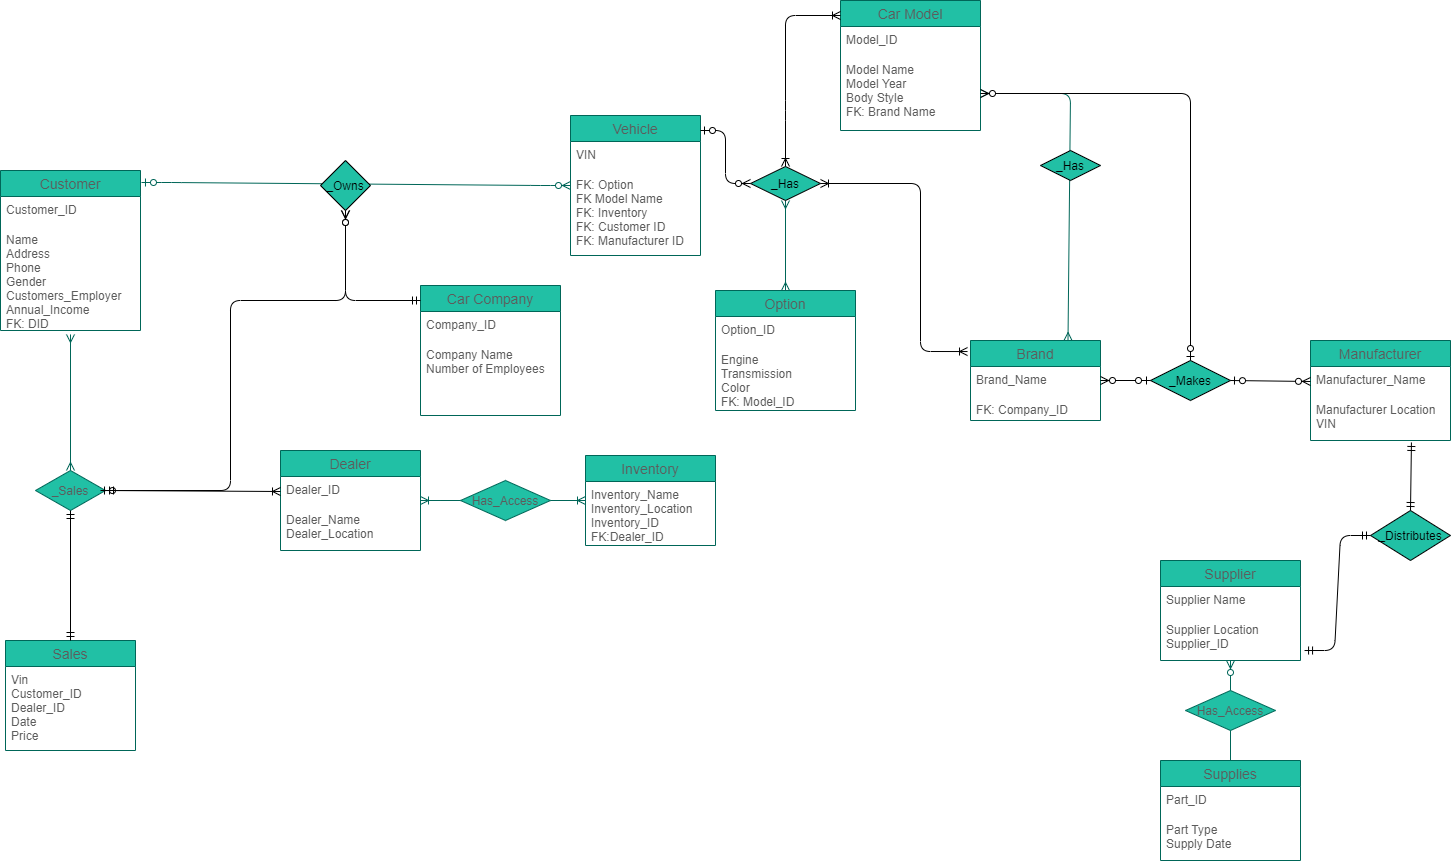 Car Model
Model_ID
Model Name
Model Year
Body Style
FK: Brand Name
Vehicle
VIN
FK: Option
FK Model Name
FK: Inventory
FK: Customer ID
FK: Manufacturer ID
_Has
_Has
Customer
Customer_ID
Name
Address
Phone
Gender
Customers_Employer
Annual_Income
FK: DID
_Owns
Car Company
Company_ID
Company Name
Number of Employees
Option
Option_ID
Engine
Transmission
Color
FK: Model_ID
Brand
Brand_Name
FK: Company_ID
_Makes
Manufacturer
Manufacturer_Name
Manufacturer Location
VIN
_Sales
Dealer
Dealer_ID
Dealer_Name
Dealer_Location
Has_Access
Inventory
Inventory_Name
Inventory_Location
Inventory_ID
FK:Dealer_ID
_Distributes
Supplier
Supplier Name
Supplier Location
Supplier_ID
Sales
Vin
Customer_ID
Dealer_ID
Date
Price
Has_Access
Supplies
Part_ID
Part Type
Supply Date